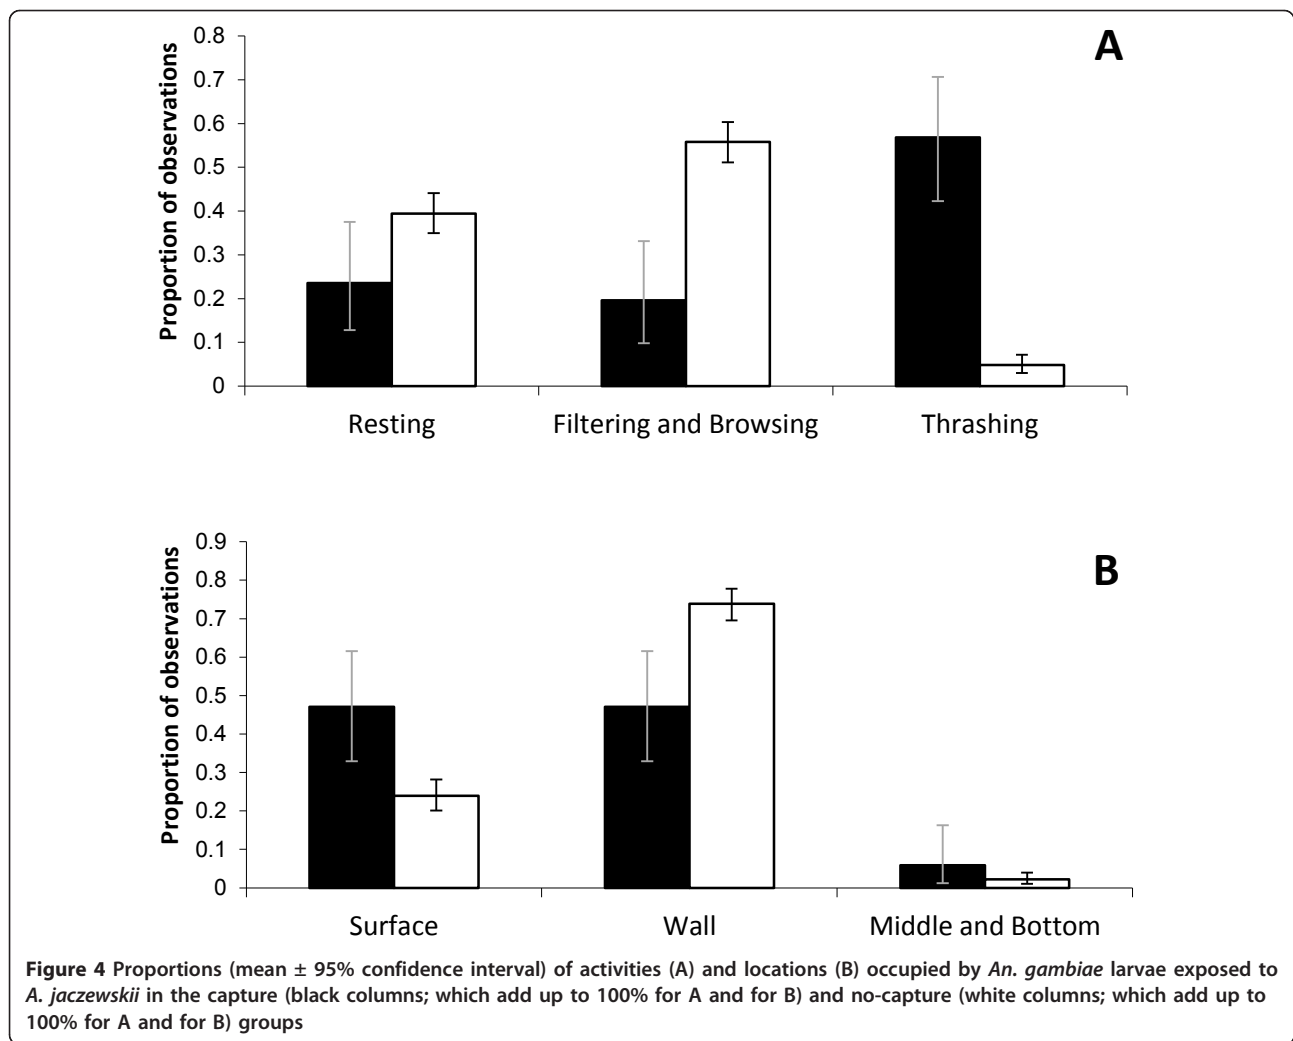 A
0.8
0.7
0.6
0.5
0.4
0.3
0.2
0.1
0
Proportion of observations
Resting Filtering and Browsing Thrashing
B
0.9
0.8
0.7
0.6
0.5
0.4
0.3
0.2
0.1
0
Proportion of observations
Surface Wall Middle and Bottom
Figure 4 Proportions (mean ± 95% confidence interval) of activities (A) and locations (B) occupied by An. gambiae larvae exposed to
A. jaczewskii in the capture (black columns; which add up to 100% for A and for B) and no-capture (white columns; which add up to
100% for A and for B) groups